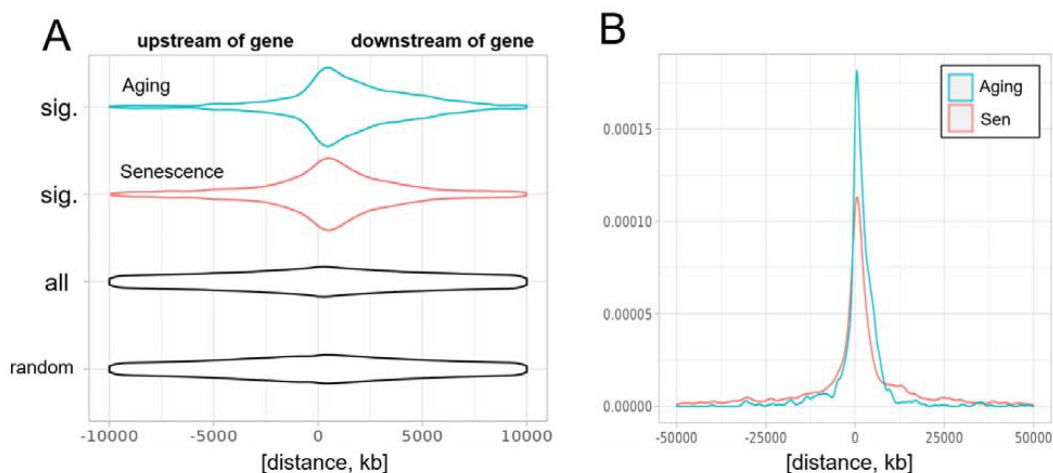 A
upstream of gene downstream of gene
Aging
sig.
Senescence
sig.
all
random
-10000 -5000 0 5000 10000
[distance, kb]
B
Aging
Sen
0.00015
0.00010
0.00005
0.00000
-50000 -25000 0 25000 50000
[distance, kb]